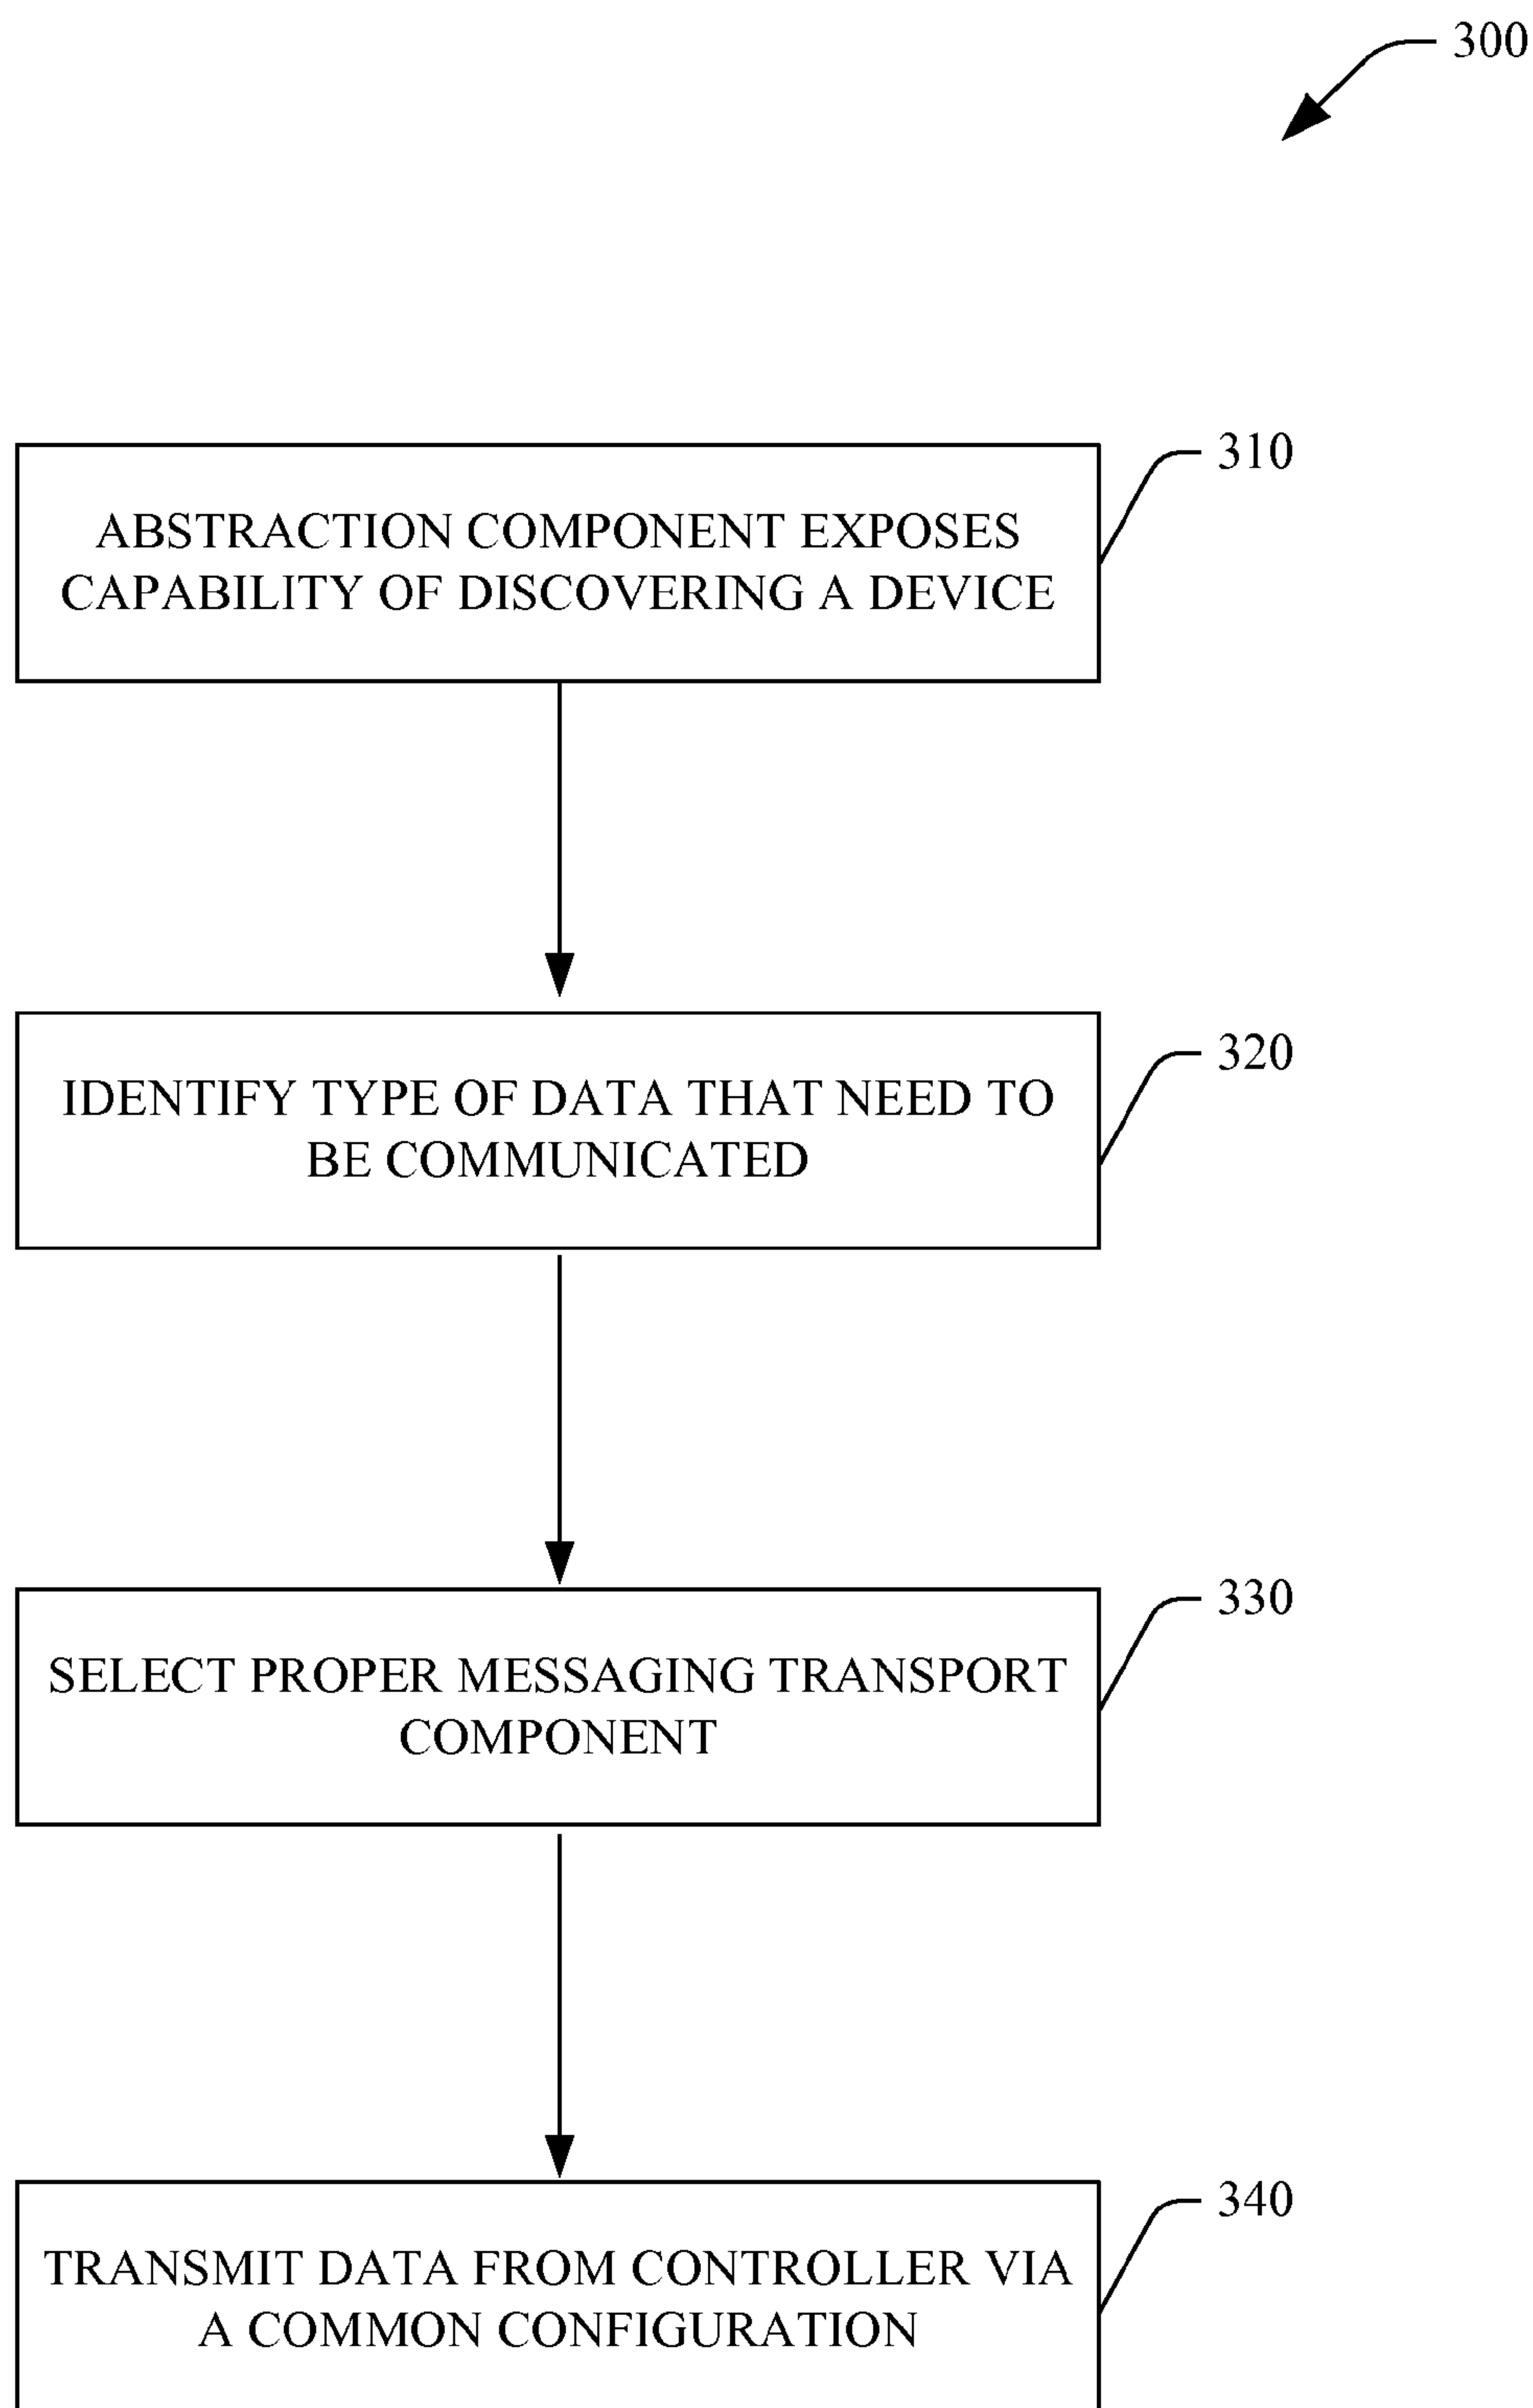 300
310
ABSTRACTION COMPONENT EXPOSES
CAPABILITY OF DISCOVERING A DEVICE
320
IDENTIFY TYPE OF DATA THAT NEED TO
BE COMMUNICATED
330
SELECT PROPER MESSAGING TRANSPORT
COMPONENT
340
TRANSMIT DATA FROM CONTROLLER VIA
A COMMON CONFIGURATION